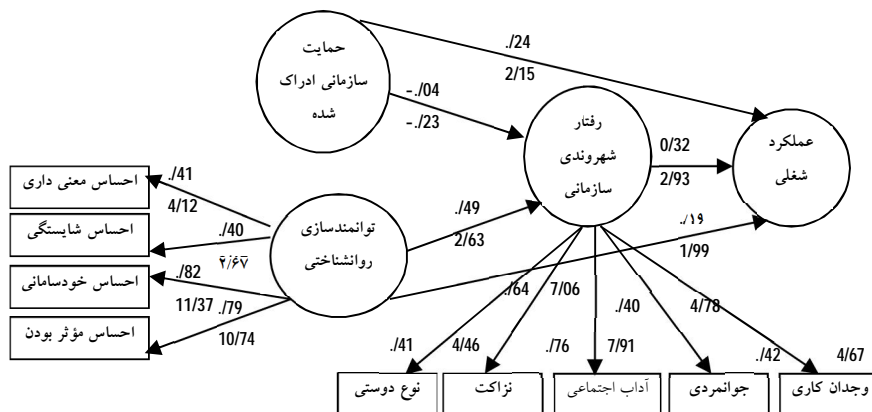 حمایت
سازمانی ادراک
شده
./24
2/15
-./04
-./23
رفتار
شهروندی
سازمانی
0/32
2/93
عملکرد
شغلی
احساس معنی داری
./41
4/12
احساس شایستگی
./40
۲/۶۷
احساس خودسامانی
./82
11/37
احساس مؤثر بودن
./79
10/74
توانمندسازی
روانشناختی
./49
2/63
./۱۹
1/99
./64
7/06
./40
4/78
./41
4/46
./76
7/91
./42
4/67
نوع دوستی
نزاکت
آداب اجتماعی
جوانمردی
وجدان کاری